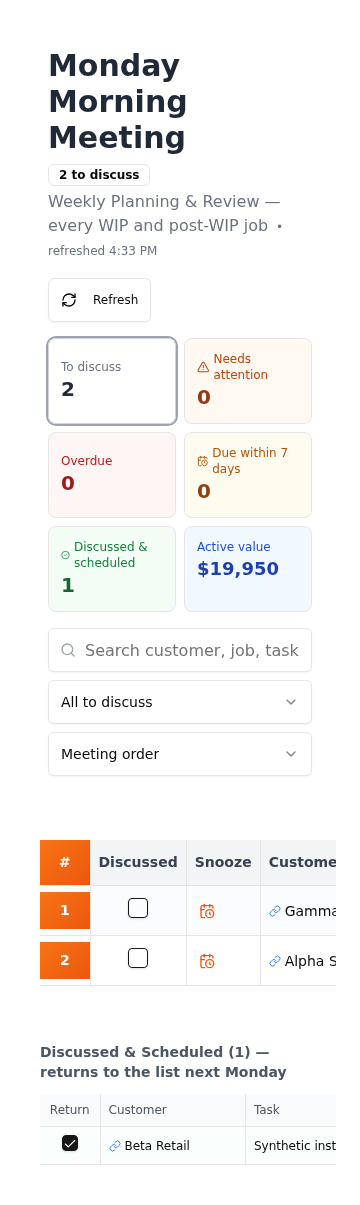 Monday
Morning
Meeting
2 to discuss
Weekly Planning & Review —
every WIP and post-WIP job •
refreshed 4:33 PM
Refresh
To discuss
2
Needs
attention
0
Overdue
0
Due within 7
days
0
Discussed &
scheduled
1
Active value
$19,950
Search customer, job, task
All to discuss
Meeting order
# Discussed Snooze Custome
1 Gamma
2 Alpha S
Discussed & Scheduled (1) —
returns to the list next Monday
Return Customer Task
Beta Retail Synthetic inst